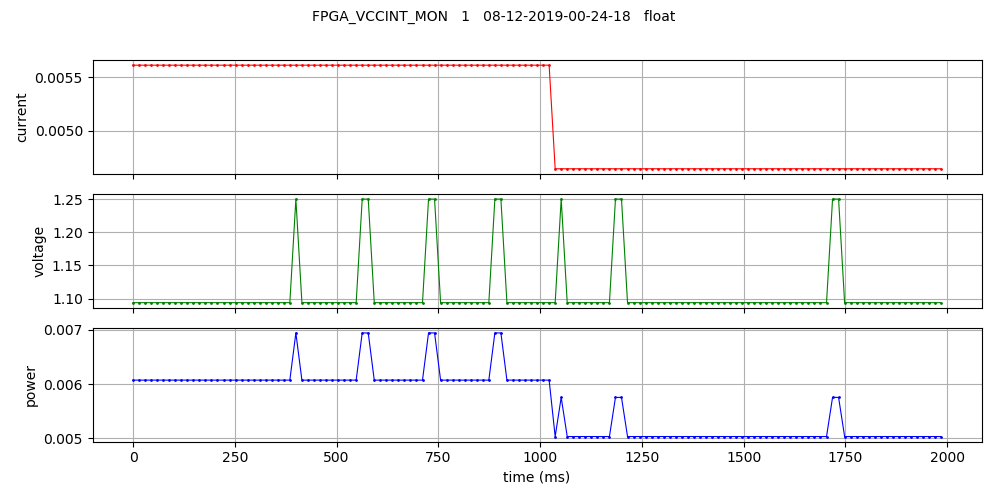 FPGA_VCCINT_MON 1 08-12-2019-00-24-18 float
0.0055
0.0050
current
1.25
1.20
1.15
1.10
voltage
0.007
0.006
0.005
power
0 250 500 750 1000 1250 1500 1750 2000
time (ms)